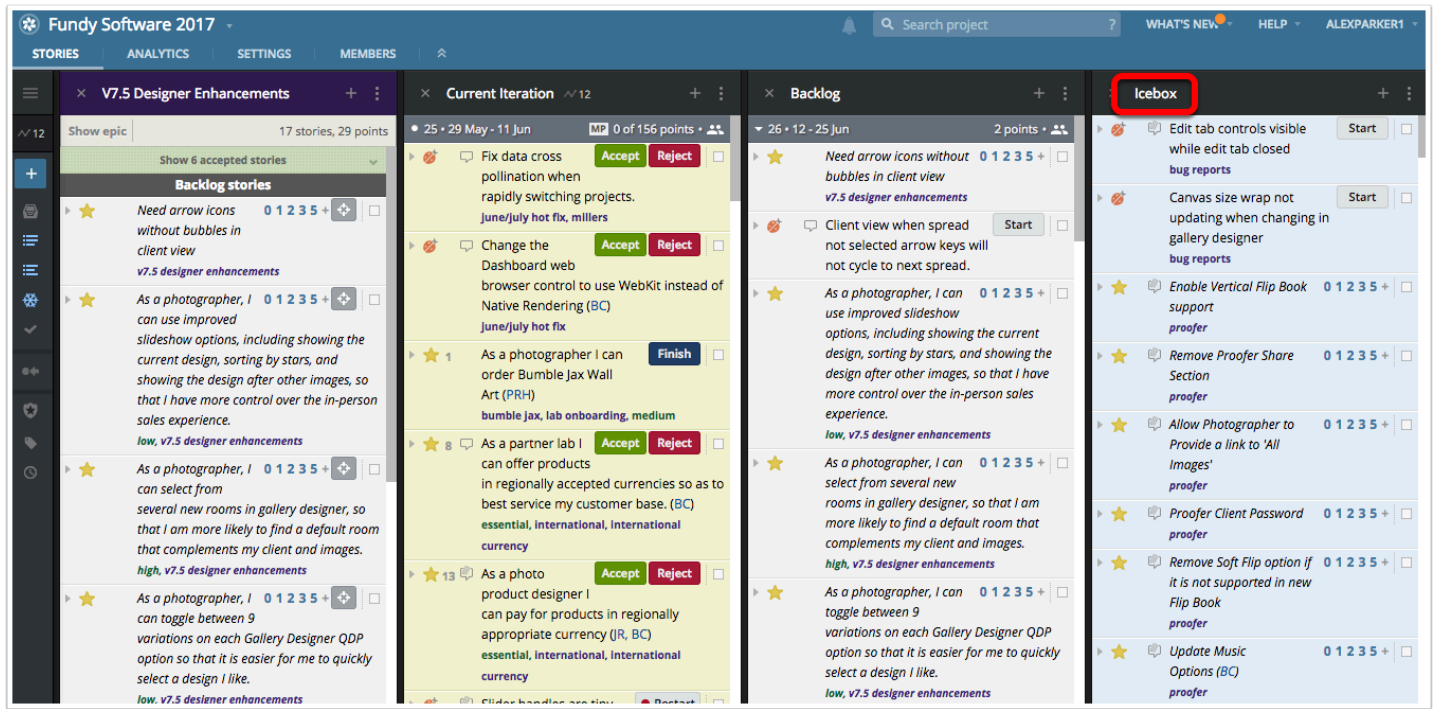 Fundy Software 2017
Search project
?
WHAT'S NEW
HELP
ALEXPARKER1
STORIES
ANALYTICS
SETTINGS
MEMBERS
12
V7.5 Designer Enhancements
Show epic
17 stories, 29 points
Show 6 accepted stories
Backlog stories
Need arrow icons 0 1 2 3 5 +
without bubbles in
client view
v7.5 designer enhancements
As a photographer, I 0 1 2 3 5 +
can use improved
slideshow options, including showing the
current design, sorting by stars, and
showing the design after other images, so
that I have more control over the in-person
sales experience.
low, v7.5 designer enhancements
As a photographer, I 0 1 2 3 5 +
can select from
several new rooms in gallery designer, so
that I am more likely to find a default room
that complements my client and images.
high, v7.5 designer enhancements
As a photographer, I 0 1 2 3 5 +
can toggle between 9
variations on each Gallery Designer QDP
option so that it is easier for me to quickly
select a design I like.
low, v7.5 designer enhancements
Current Iteration 12
25 • 29 May - 11 Jun MP 0 of 156 points •
Fix data cross Accept Reject
pollination when
rapidly switching projects.
june/july hot fix, millers
Change the Accept Reject
Dashboard web
browser control to use WebKit instead of
Native Rendering (BC)
june/july hot fix
1 As a photographer I can Finish
order Bumble Jax Wall
Art (PRH)
bumble jax, lab onboarding, medium
8 As a partner lab I Accept Reject
can offer products
in regionally accepted currencies so as to
best service my customer base. (BC)
essential, international, international
currency
13 As a photo Accept Reject
product designer I
can pay for products in regionally
appropriate currency (JR, BC)
essential, international, international
currency
Slider handles are tiny Restart
Backlog
26 • 12 - 25 Jun 2 points •
Need arrow icons without 0 1 2 3 5 +
bubbles in client view
v7.5 designer enhancements
Client view when spread Start
not selected arrow keys will
not cycle to next spread.
As a photographer, I can 0 1 2 3 5 +
use improved slideshow
options, including showing the current
design, sorting by stars, and showing the
design after other images, so that I have
more control over the in-person sales
experience.
low, v7.5 designer enhancements
As a photographer, I can 0 1 2 3 5 +
select from several new
rooms in gallery designer, so that I am
more likely to find a default room that
complements my client and images.
high, v7.5 designer enhancements
As a photographer, I can 0 1 2 3 5 +
toggle between 9
variations on each Gallery Designer QDP
option so that it is easier for me to quickly
select a design I like.
low, v7.5 designer enhancements
Icebox
Edit tab controls visible Start
while edit tab closed
bug reports
Canvas size wrap not Start
updating when changing in
gallery designer
bug reports
Enable Vertical Flip Book 0 1 2 3 5 +
support
proofer
Remove Proofer Share 0 1 2 3 5 +
Section
proofer
Allow Photographer to 0 1 2 3 5 +
Provide a link to 'All
Images'
proofer
Proofer Client Password 0 1 2 3 5 +
proofer
Remove Soft Flip option if 0 1 2 3 5 +
it is not supported in new
Flip Book
proofer
Update Music 0 1 2 3 5 +
Options (BC)
proofer